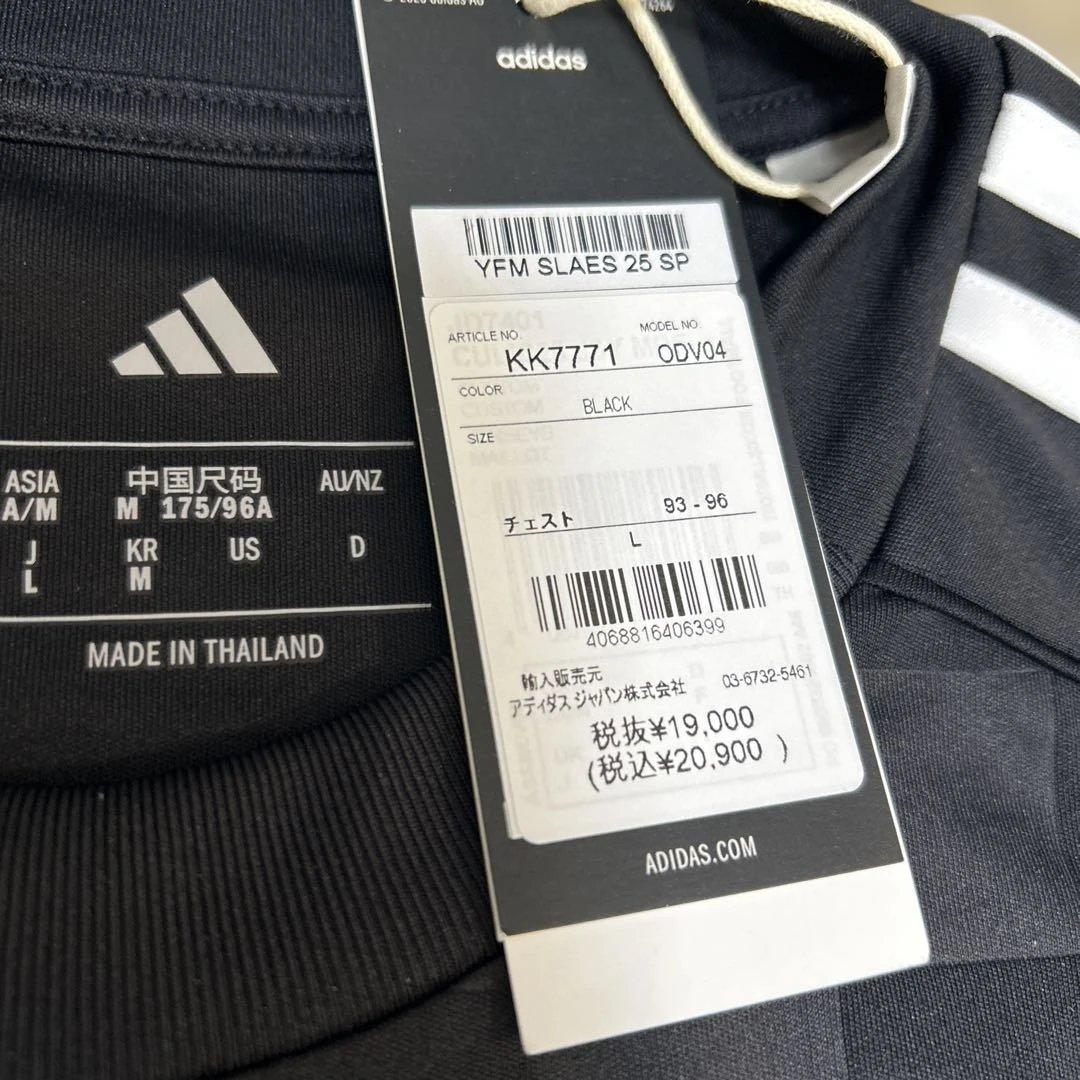 adidas
YFM SLAES 25 SP
ARTICLE NO.
MODEL NO.
KK7771
ODV04
COLOR
BLACK
SIZE
チェスト
93 - 96
L
4068816406399
輸入販売元
アディダス ジャパン株式会社
03-6732-5461
税抜¥19,000
(税込¥20,900 )
ADIDAS.COM
ASIA 中国尺码 AU/NZ
A/M M 175/96A
J KR US D
L M
MADE IN THAILAND